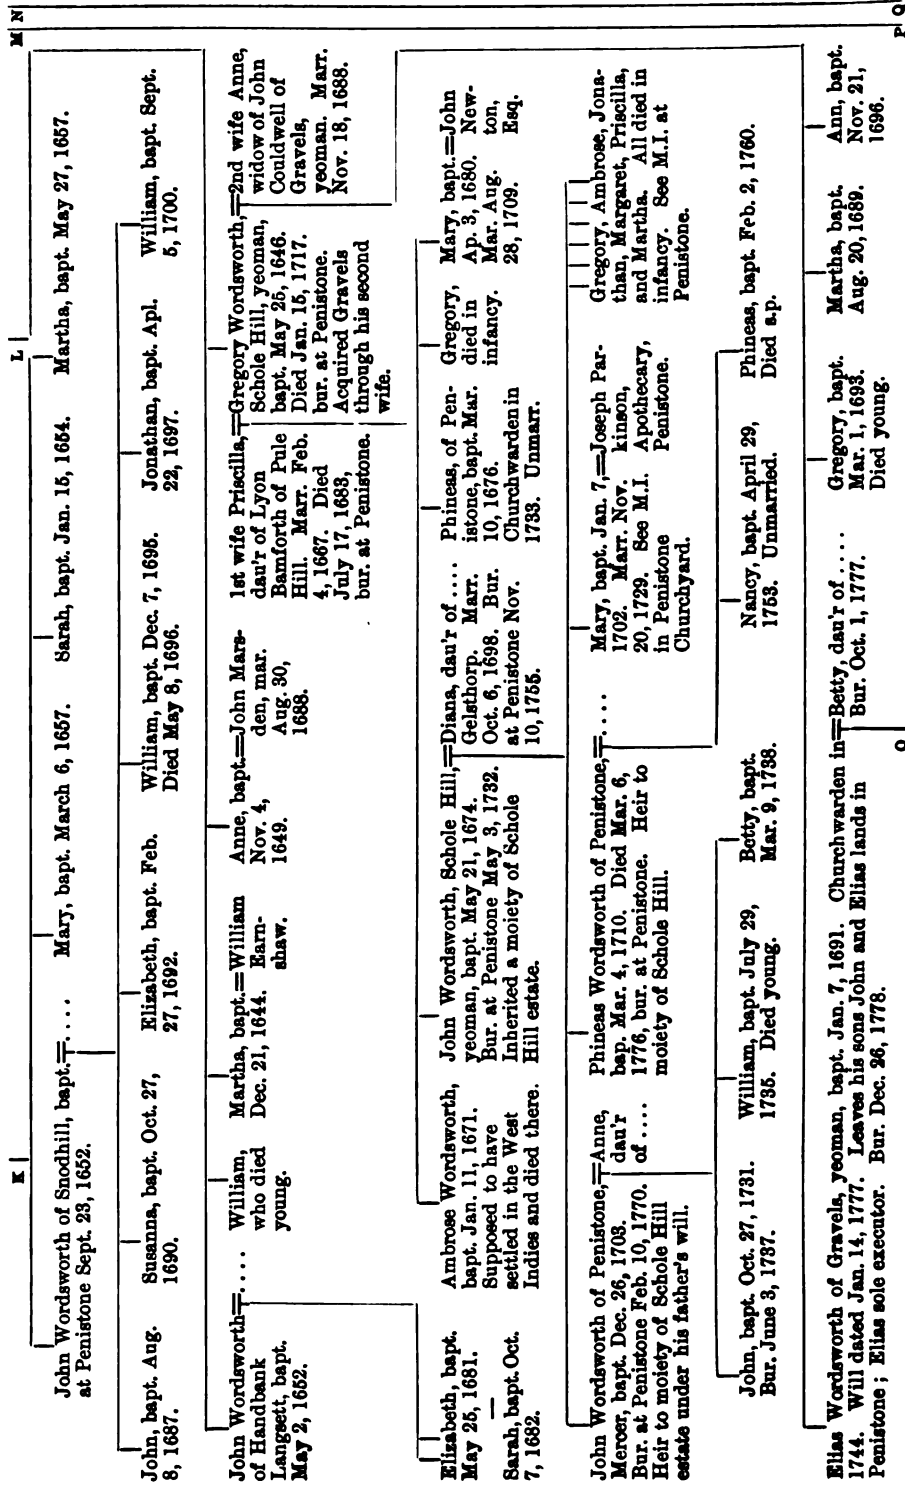 K
L
M
N
John Wordsworth of Snodhill, bapt.=....
at Penistone Sept. 23, 1652.
Mary, bapt. March 6, 1657.
Sarah, bapt. Jan. 15, 1654.
Martha, bapt. May 27, 1657.
John, bapt. Aug.
8, 1687.
Susanna, bapt. Oct. 27,
1690.
Elizabeth, bapt. Feb.
27, 1692.
William, bapt. Dec. 7, 1695.
Died May 8, 1696.
Jonathan, bapt. Apl.
22, 1697.
William, bapt. Sept.
5, 1700.
John Wordsworth=....
of Handbank
Langsett, bapt.
May 2, 1652.
William,
who died
young.
Martha, bapt.=William
Dec. 21, 1644. Earn-
shaw.
Anne, bapt.=John Mars-
Nov. 4, den, mar.
1649. Aug. 30,
1688.
1st wife Priscilla,=
dau'r of Lyon
Bamforth of Pule
Hill. Marr. Feb.
4, 1667. Died
July 17, 1683,
bur. at Penistone.
Gregory Wordsworth,=
Schole Hill, yeoman,
bapt. May 25, 1646.
Died Jan. 15, 1717.
bur. at Penistone.
Acquired Gravels
through his second
wife.
2nd wife Anne,
widow of John
Couldwell of
Gravels,
yeoman. Marr.
Nov. 18, 1688.
Elizabeth, bapt.
May 25, 1681.
—
Sarah, bapt. Oct.
7, 1682.
Ambrose Wordsworth,
bapt. Jan. 11, 1671.
Supposed to have
settled in the West
Indies and died there.
John Wordsworth, Schole Hill,=
yeoman, bapt. May 21, 1674.
Bur. at Penistone May 3, 1732.
Inherited a moiety of Schole
Hill estate.
Diana, dau'r of ....
Gelsthorp. Marr.
Oct. 6, 1698. Bur.
at Penistone Nov.
10, 1755.
Phineas, of Pen-
istone, bapt. Mar.
10, 1676.
Churchwarden in
1733. Unmarr.
Gregory,
died in
infancy.
Mary, bapt.=John
Ap. 3, 1680. New-
Mar. Aug. ton,
28, 1709. Esq.
John Wordsworth of Penistone,=Anne,
Mercer, bapt. Dec. 26, 1703. dau'r
Bur. at Penistone Feb. 10, 1770. of ....
Heir to moiety of Schole Hill
estate under his father's will.
Phineas Wordsworth of Penistone,=....
bap. Mar. 4, 1710. Died Mar. 6,
1776, bur. at Penistone. Heir to
moiety of Schole Hill.
Mary, bapt. Jan. 7,=Joseph Par-
1702. Marr. Nov. kinson,
20, 1729. See M.I. Apothecary,
in Penistone Penistone.
Churchyard.
Gregory, Ambrose, Jona-
than, Margaret, Priscilla,
and Martha. All died in
infancy. See M.I. at
Penistone.
John, bapt. Oct. 27, 1731.
Bur. June 3, 1737.
William, bapt. July 29,
1735. Died young.
Betty, bapt.
Mar. 9, 1738.
Nancy, bapt. April 29,
1753. Unmarried.
Phineas, bapt. Feb. 2, 1760.
Died s.p.
Elias Wordsworth of Gravels, yeoman, bapt. Jan. 7, 1691. Churchwarden in=Betty, dau'r of ....
1744. Will dated Jan. 14, 1777. Leaves his sons John and Elias lands in Bur. Oct. 1, 1777.
Penistone; Elias sole executor. Bur. Dec. 26, 1778.
Gregory, bapt.
Mar. 1, 1693.
Died young.
Martha, bapt.
Aug. 20, 1689.
Ann, bapt.
Nov. 21,
1696.
O
P
Q